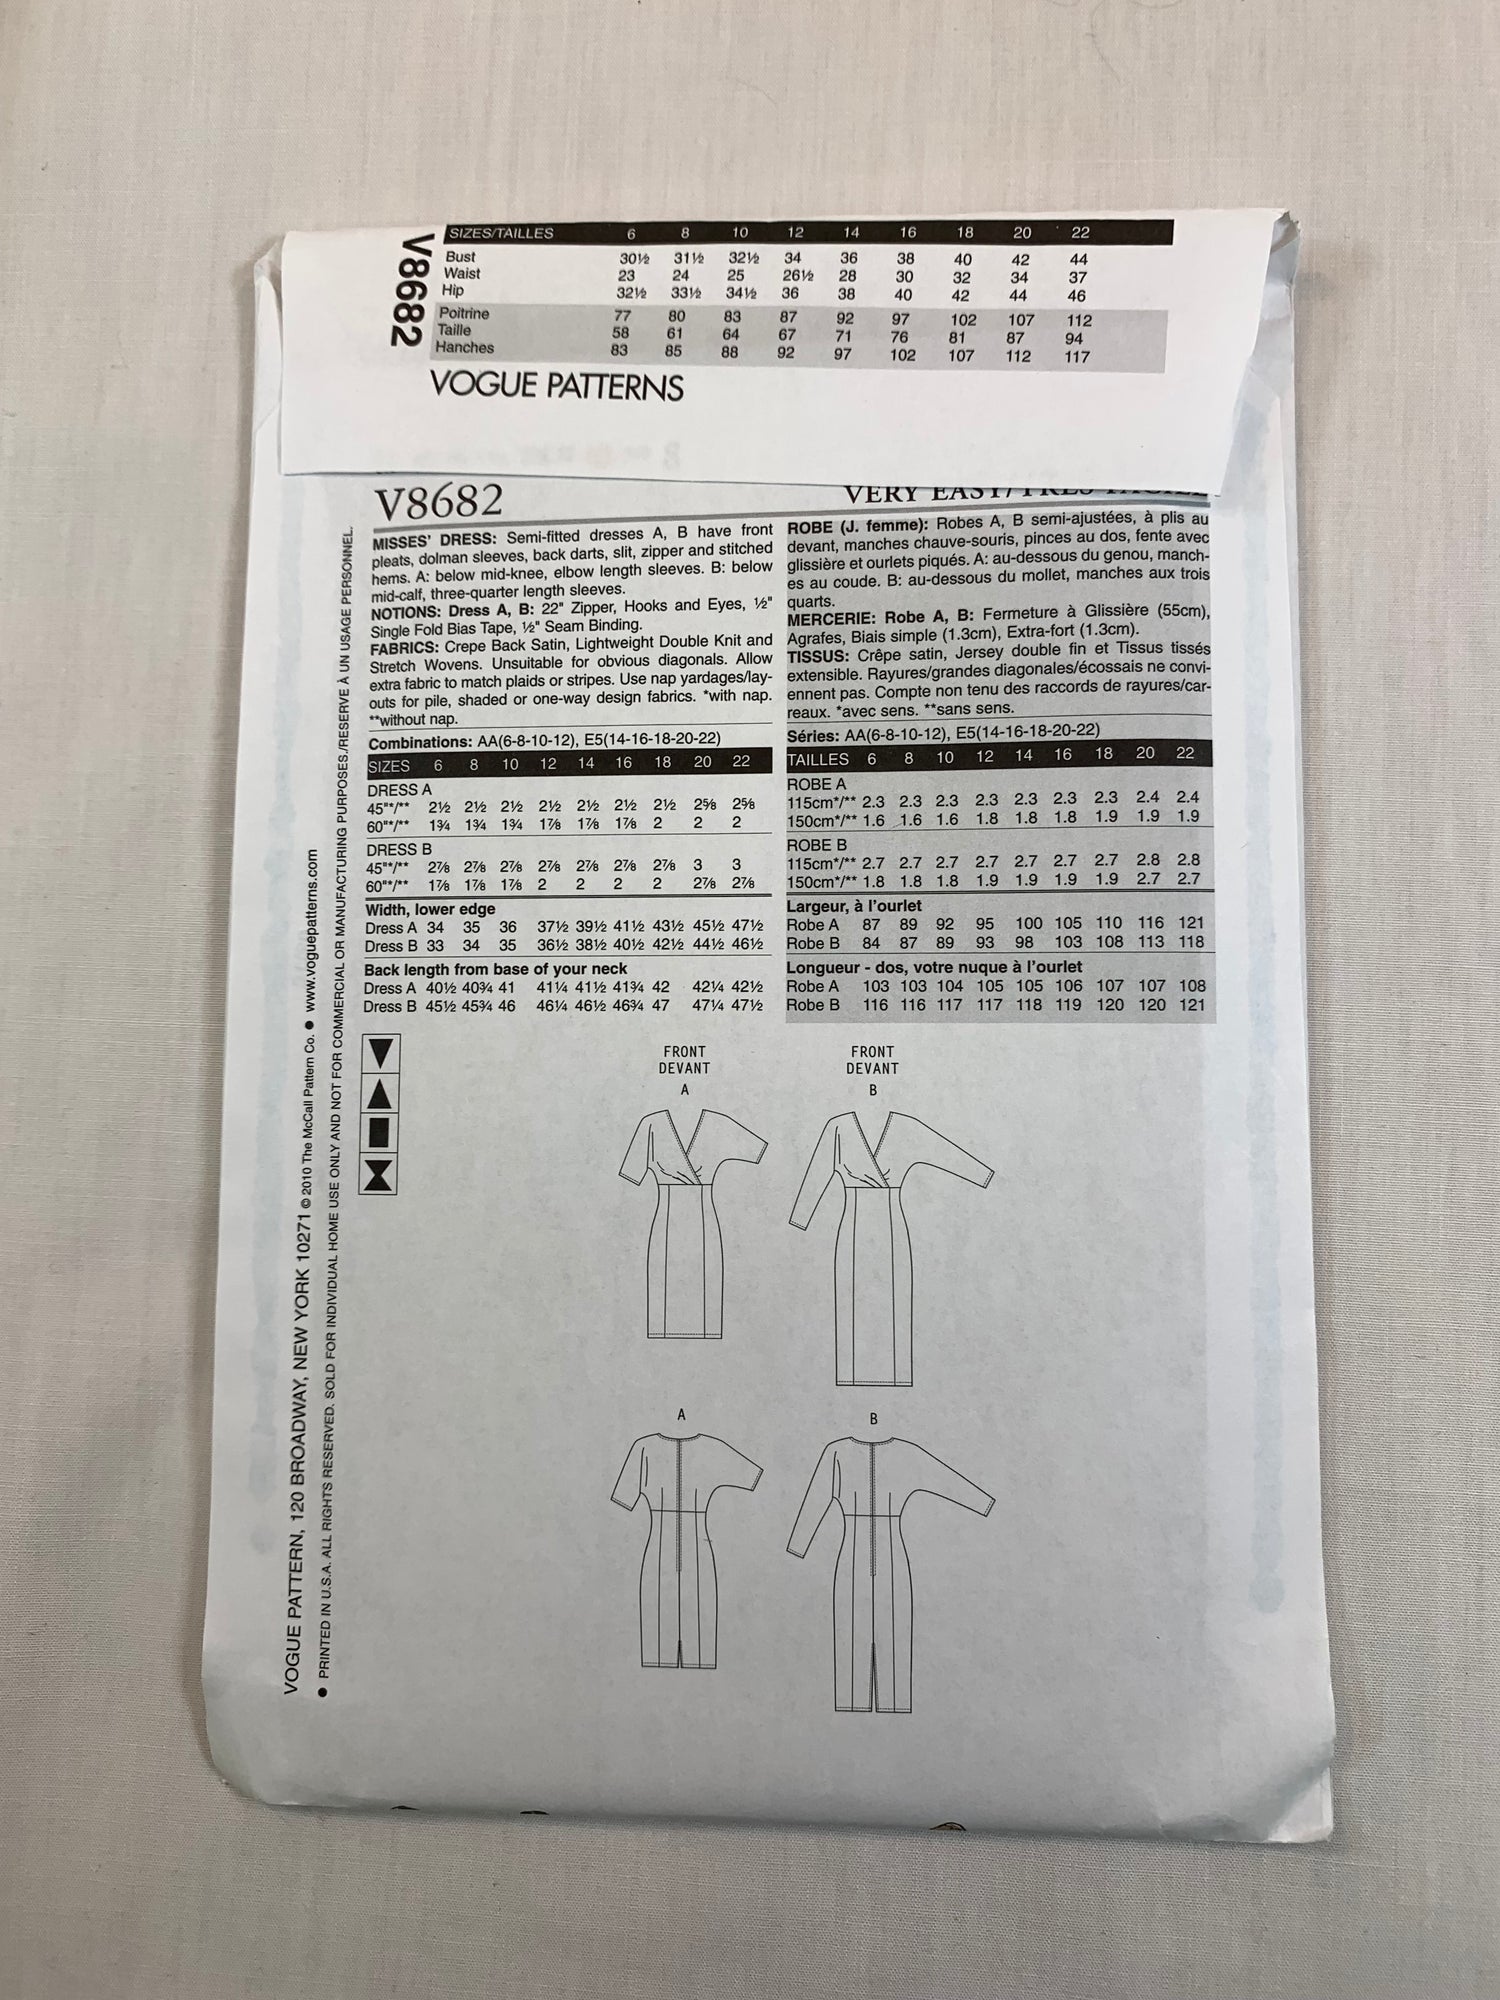 V8682
SIZES/TAILLES 6 8 10 12 14 16 18 20 22
Bust 30½ 31½ 32½ 34 36 38 40 42 44
Waist 23 24 25 26½ 28 30 32 34 37
Hip 32½ 33½ 34½ 36 38 40 42 44 46
Poitrine 77 80 83 87 92 97 102 107 112
Taille 58 61 64 67 71 76 81 87 94
Hanches 83 85 88 92 97 102 107 112 117
VOGUE PATTERNS
V8682
VERY EASY/TRÈS FACILE
MISSES' DRESS: Semi-fitted dresses A, B have front
pleats, dolman sleeves, back darts, slit, zipper and stitched
hems. A: below mid-knee, elbow length sleeves. B: below
mid-calf, three-quarter length sleeves.
NOTIONS: Dress A, B: 22" Zipper, Hooks and Eyes, ½"
Single Fold Bias Tape, ½" Seam Binding.
FABRICS: Crepe Back Satin, Lightweight Double Knit and
Stretch Wovens. Unsuitable for obvious diagonals. Allow
extra fabric to match plaids or stripes. Use nap yardages/lay-
outs for pile, shaded or one-way design fabrics. *with nap.
**without nap.
Combinations: AA(6-8-10-12), E5(14-16-18-20-22)
SIZES 6 8 10 12 14 16 18 20 22
DRESS A
45"*/** 2½ 2½ 2½ 2½ 2½ 2½ 2½ 2⅝ 2⅝
60"*/** 1¾ 1¾ 1¾ 1⅞ 1⅞ 1⅞ 2 2 2
DRESS B
45"*/** 2⅞ 2⅞ 2⅞ 2⅞ 2⅞ 2⅞ 2⅞ 3 3
60"*/** 1⅞ 1⅞ 1⅞ 2 2 2 2 2⅞ 2⅞
Width, lower edge
Dress A 34 35 36 37½ 39½ 41½ 43½ 45½ 47½
Dress B 33 34 35 36½ 38½ 40½ 42½ 44½ 46½
Back length from base of your neck
Dress A 40½ 40¾ 41 41¼ 41½ 41¾ 42 42¼ 42½
Dress B 45½ 45¾ 46 46¼ 46½ 46¾ 47 47¼ 47½
ROBE (J. femme): Robes A, B semi-ajustées, à plis au
devant, manches chauve-souris, pinces au dos, fente avec
glissière et ourlets piqués. A: au-dessous du genou, manch-
es au coude. B: au-dessous du mollet, manches aux trois
quarts.
MERCERIE: Robe A, B: Fermeture à Glissière (55cm),
Agrafes, Biais simple (1.3cm), Extra-fort (1.3cm).
TISSUS: Crêpe satin, Jersey double fin et Tissus tissés
extensible. Rayures/grandes diagonales/écossais ne convi-
ennent pas. Compte non tenu des raccords de rayures/car-
reaux. *avec sens. **sans sens.
Séries: AA(6-8-10-12), E5(14-16-18-20-22)
TAILLES 6 8 10 12 14 16 18 20 22
ROBE A
115cm*/** 2.3 2.3 2.3 2.3 2.3 2.3 2.3 2.4 2.4
150cm*/** 1.6 1.6 1.6 1.8 1.8 1.8 1.9 1.9 1.9
ROBE B
115cm*/** 2.7 2.7 2.7 2.7 2.7 2.7 2.7 2.8 2.8
150cm*/** 1.8 1.8 1.8 1.9 1.9 1.9 1.9 2.7 2.7
Largeur, à l'ourlet
Robe A 87 89 92 95 100 105 110 116 121
Robe B 84 87 89 93 98 103 108 113 118
Longueur - dos, votre nuque à l'ourlet
Robe A 103 103 104 105 105 106 107 107 108
Robe B 116 116 117 117 118 119 120 120 121
FRONT
DEVANT
A
FRONT
DEVANT
B
A
B
VOGUE PATTERN, 120 BROADWAY, NEW YORK 10271 © 2010 The McCall Pattern Co. ● www.voguepatterns.com
● PRINTED IN U.S.A. ALL RIGHTS RESERVED. SOLD FOR INDIVIDUAL HOME USE ONLY AND NOT FOR COMMERCIAL OR MANUFACTURING PURPOSES./RESERVE À UN USAGE PERSONNEL.